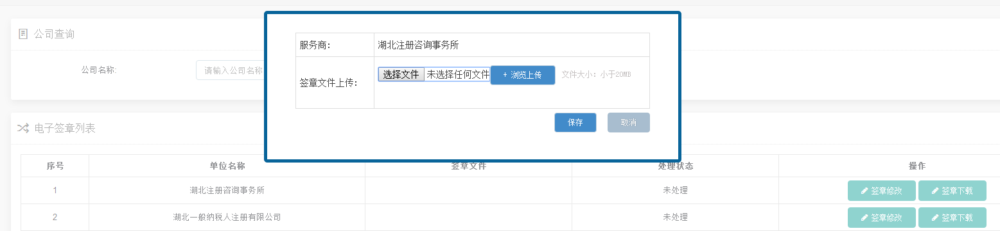 公司查询
公司名称:
请输入公司名称
服务商：
湖北注册咨询事务所
签章文件上传：
选择文件 未选择任何文件
+ 浏览上传
文件大小：小于20MB
保存
取消
电子签章列表
序号 单位名称 签章文件 处理状态 操作
1 湖北注册咨询事务所 未处理 签章修改 签章下载
2 湖北一般纳税人注册有限公司 未处理 签章修改 签章下载